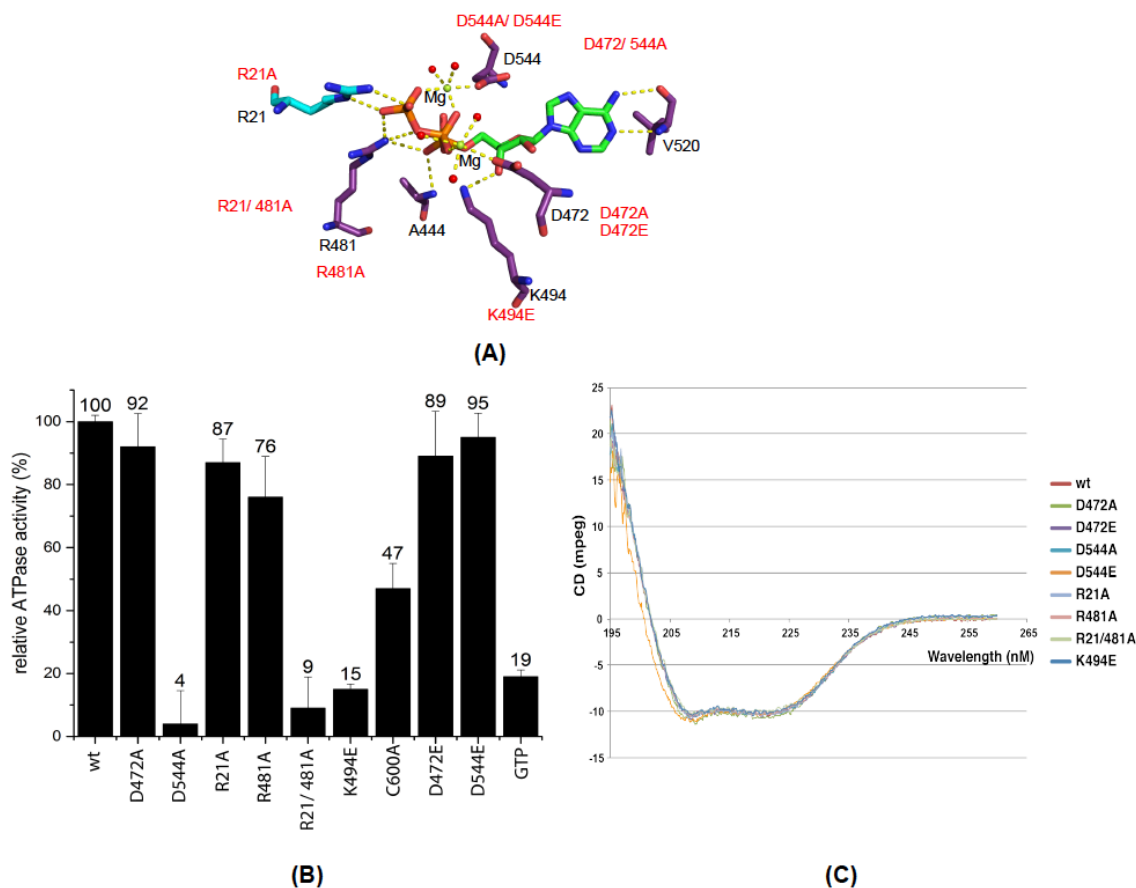 D544A/ D544E
D472/ 544A
D544
R21A
Mg
R21
V520
Mg
R21/ 481A
A444
D472
D472A
D472E
R481
R481A
K494
K494E
(A)
relative ATPase activity (%)
100
80
60
40
20
0
100
92
4
87
76
9
15
47
89
95
19
wt
D472A
D544A
R21A
R481A
R21/ 481A
K494E
C600A
D472E
D544E
GTP
(B)
CD (mpeg)
25
20
15
10
5
0
-5
-10
-15
195
205
215
225
235
245
255
265
Wavelength (nM)
wt
D472A
D472E
D544A
D544E
R21A
R481A
R21/481A
K494E
(C)